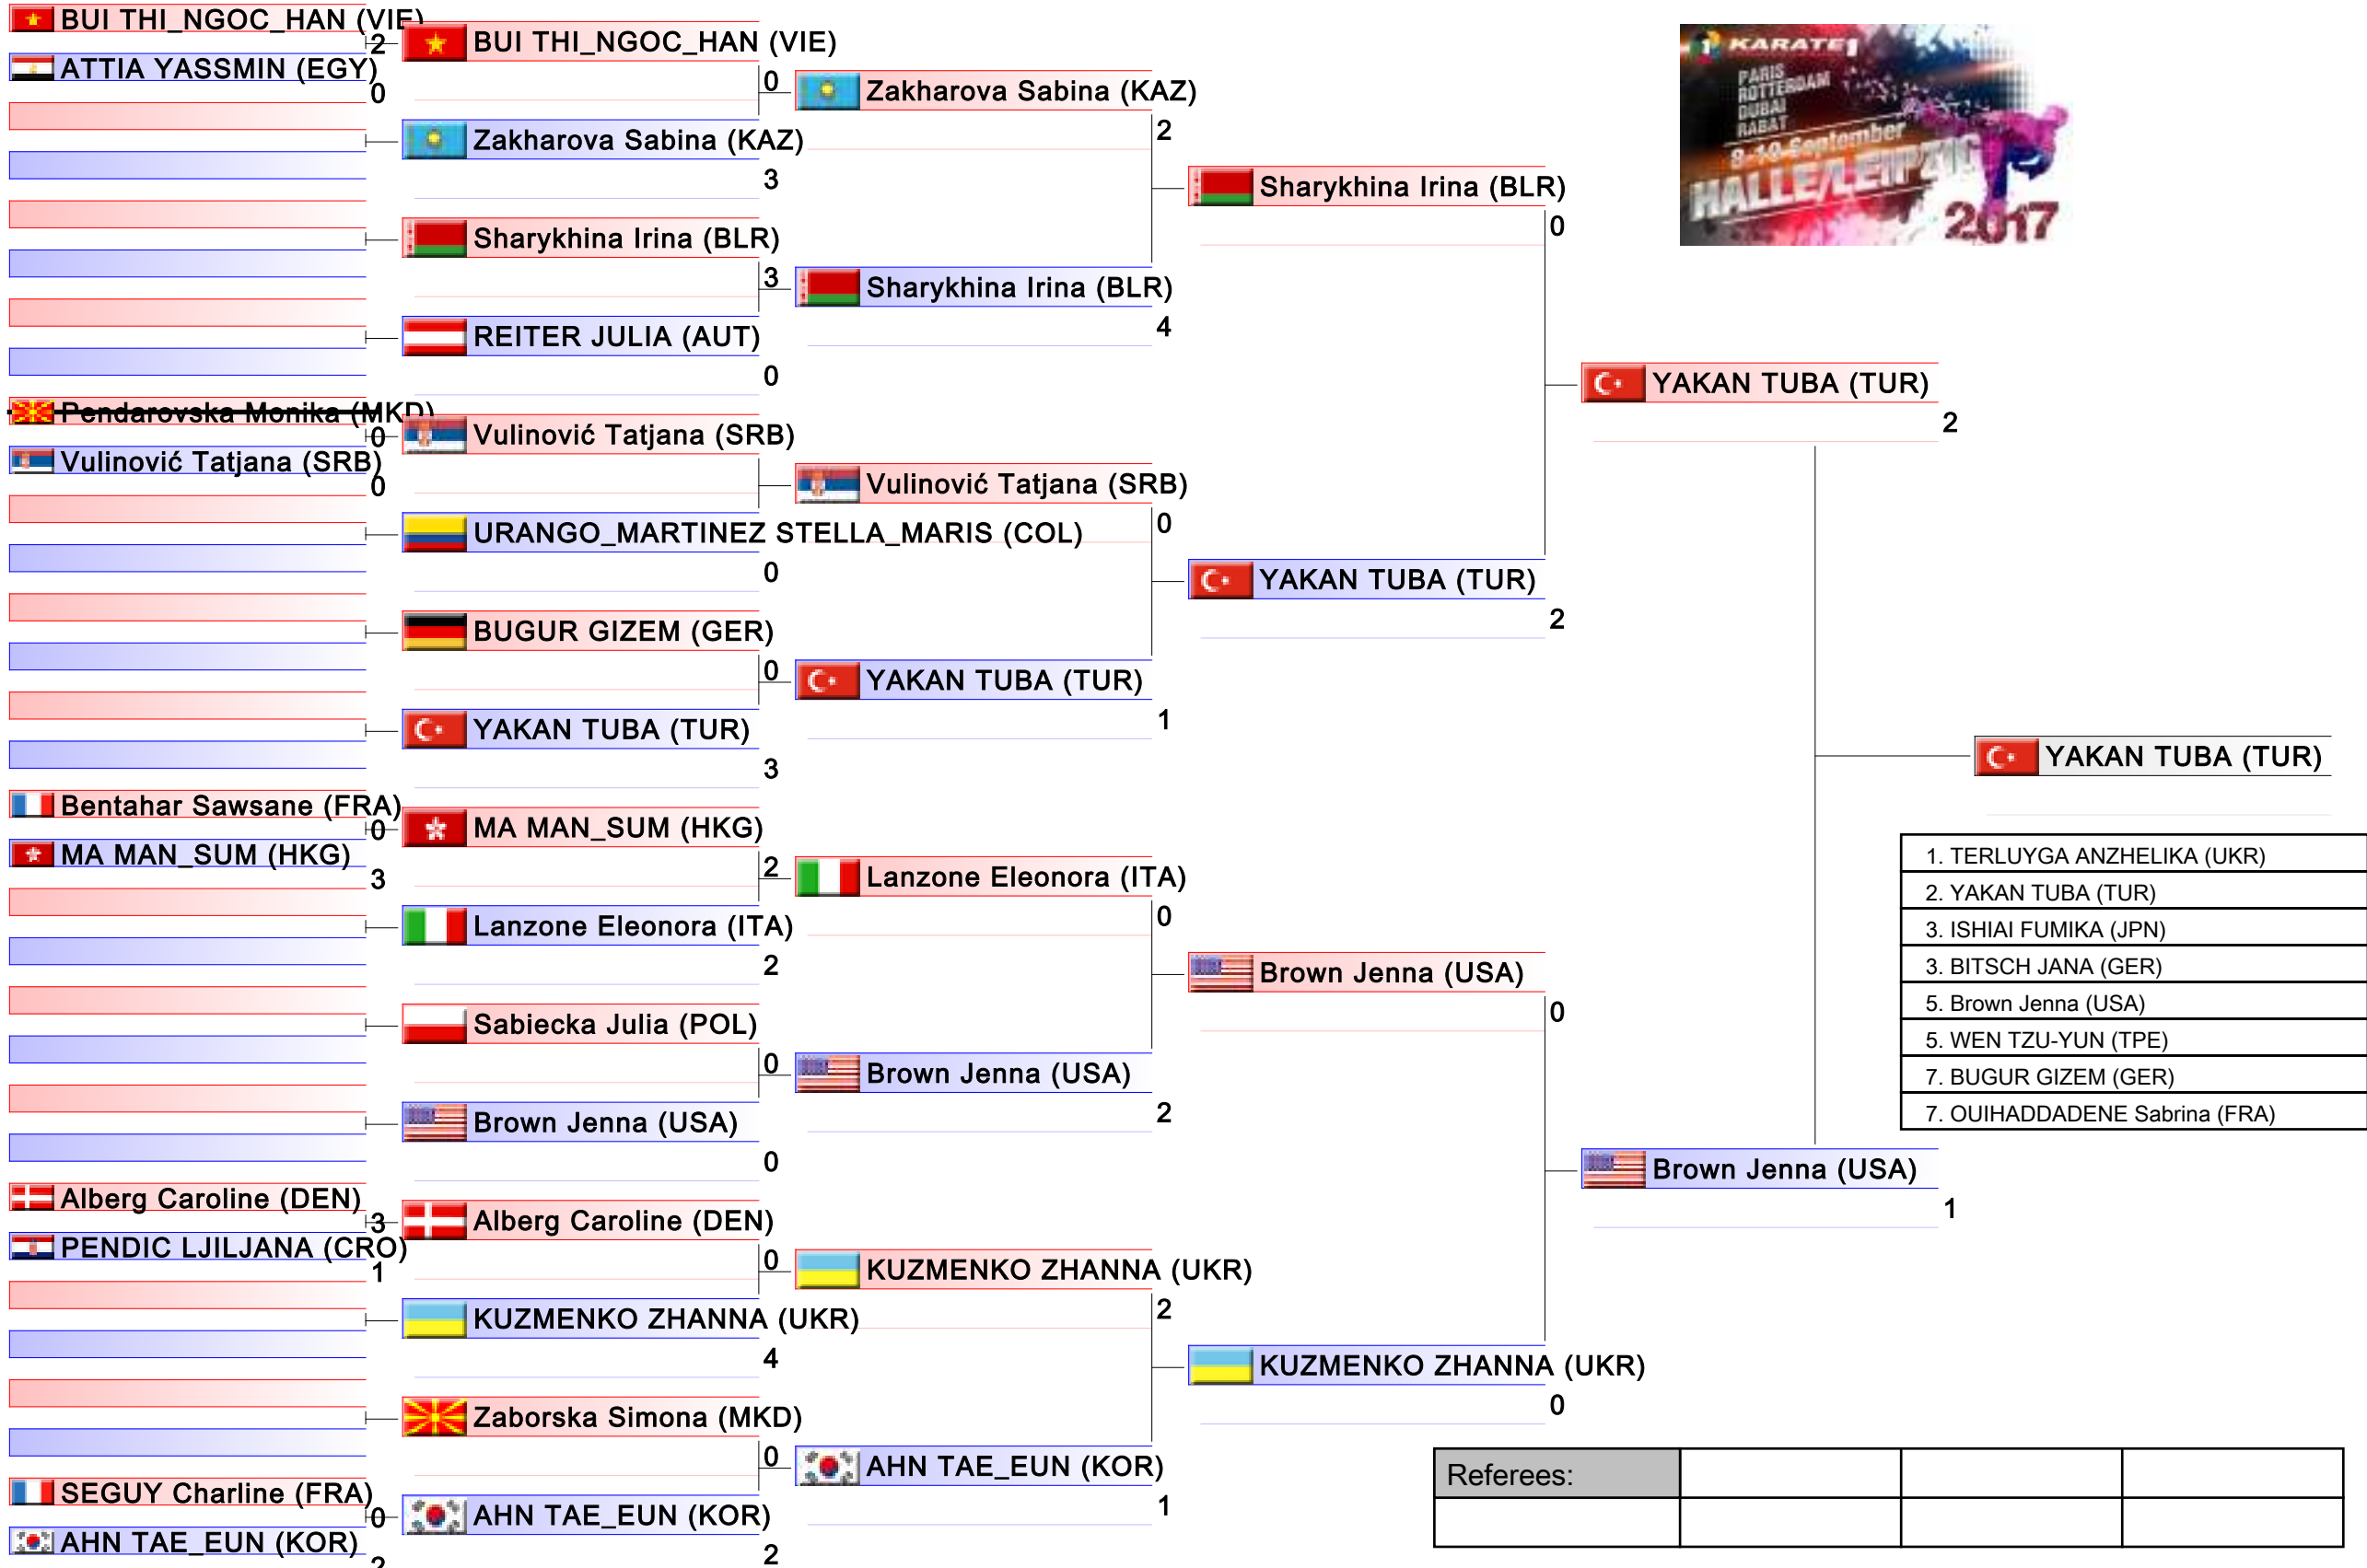 BUI THI_NGOC_HAN (VIE)
2
ATTIA YASSMIN (EGY)
0
Pendarovska Monika (MKD)
0
Vulinović Tatjana (SRB)
0
Bentahar Sawsane (FRA)
0
MA MAN_SUM (HKG)
3
Alberg Caroline (DEN)
3
PENDIC LJILJANA (CRO)
1
SEGUY Charline (FRA)
0
AHN TAE_EUN (KOR)
2
BUI THI_NGOC_HAN (VIE)
0
Zakharova Sabina (KAZ)
3
Sharykhina Irina (BLR)
3
REITER JULIA (AUT)
0
Vulinović Tatjana (SRB)
URANGO_MARTINEZ STELLA_MARIS (COL)
0
BUGUR GIZEM (GER)
0
YAKAN TUBA (TUR)
3
MA MAN_SUM (HKG)
2
Lanzone Eleonora (ITA)
2
Sabiecka Julia (POL)
0
Brown Jenna (USA)
0
Alberg Caroline (DEN)
0
KUZMENKO ZHANNA (UKR)
4
Zaborska Simona (MKD)
0
AHN TAE_EUN (KOR)
2
Zakharova Sabina (KAZ)
2
Sharykhina Irina (BLR)
4
Vulinović Tatjana (SRB)
0
YAKAN TUBA (TUR)
1
Lanzone Eleonora (ITA)
0
Brown Jenna (USA)
2
KUZMENKO ZHANNA (UKR)
2
AHN TAE_EUN (KOR)
1
Sharykhina Irina (BLR)
0
YAKAN TUBA (TUR)
2
Brown Jenna (USA)
0
KUZMENKO ZHANNA (UKR)
0
YAKAN TUBA (TUR)
2
Brown Jenna (USA)
1
YAKAN TUBA (TUR)
KARATE1
PARIS
ROTTERDAM
DUBAI
RABAT
9-10 September
HALLE/LEIPZIG
2017
1. TERLUYGA ANZHELIKA (UKR)
2. YAKAN TUBA (TUR)
3. ISHIAI FUMIKA (JPN)
3. BITSCH JANA (GER)
5. Brown Jenna (USA)
5. WEN TZU-YUN (TPE)
7. BUGUR GIZEM (GER)
7. OUIHADDADENE Sabrina (FRA)
Referees: